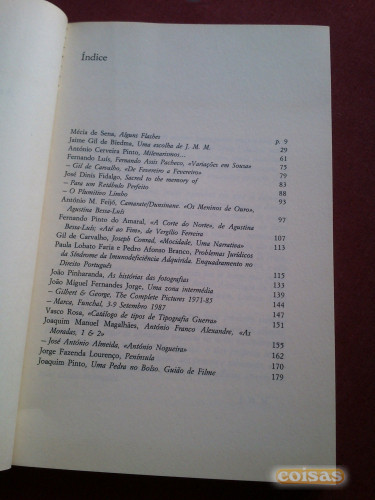 Índice
Mécia de Sena, Alguns Flashes p. 9
Jaime Gil de Biedma, Uma escolha de J. M. M. 29
António Cerveira Pinto, Milenarismos... 61
Fernando Luís, Fernando Assis Pacheco, «Variações em Sousa» 75
– Gil de Carvalho, «De Fevereiro a Fevereiro» 79
José Dinis Fidalgo, Sacred to the memory of 83
– Para um Retábulo Perfeito 88
– O Plumítico Linho 93
António M. Feijó, Camarate/Dunsinane. «Os Meninos de Ouro»,
Agustina Bessa-Luís 97
Fernando Pinto do Amaral, «A Corte do Norte», de Agustina
Bessa-Luís, «Até ao Fim», de Vergílio Ferreira 107
Gil de Carvalho, Joseph Conrad, «Mocidade, Uma Narrativa» 113
Paula Lobato Faria e Pedro Afonso Branco, Problemas Jurídicos
da Síndrome da Imunodeficiência Adquirida. Enquadramento no
Direito Português 115
João Pinharanda, As histórias das fotografias 133
João Miguel Fernandes Jorge, Uma zona intermédia 139
– Gilbert & George, The Complete Pictures 1971-85 144
– Marca, Funchal, 3-9 Setembro 1987 147
Vasco Rosa, «Catálogo de tipos de Tipografia Guerra» 151
Joaquim Manuel Magalhães, António Franco Alexandre, «As
Moradas, 1 & 2» 155
– José António Almeida, «António Nogueira» 162
Jorge Fazenda Lourenço, Península 170
Joaquim Pinto, Uma Pedra no Bolso. Guião de Filme 179
coisas